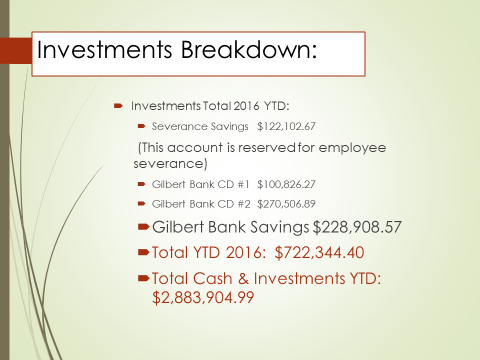 Investments Breakdown:
Investments Total 2016 YTD:
Severance Savings $122,102.67
(This account is reserved for employee
severance)
Gilbert Bank CD #1 $100,826.27
Gilbert Bank CD #2 $270,506.89
Gilbert Bank Savings $228,908.57
Total YTD 2016: $722,344.40
Total Cash & Investments YTD:
$2,883,904.99